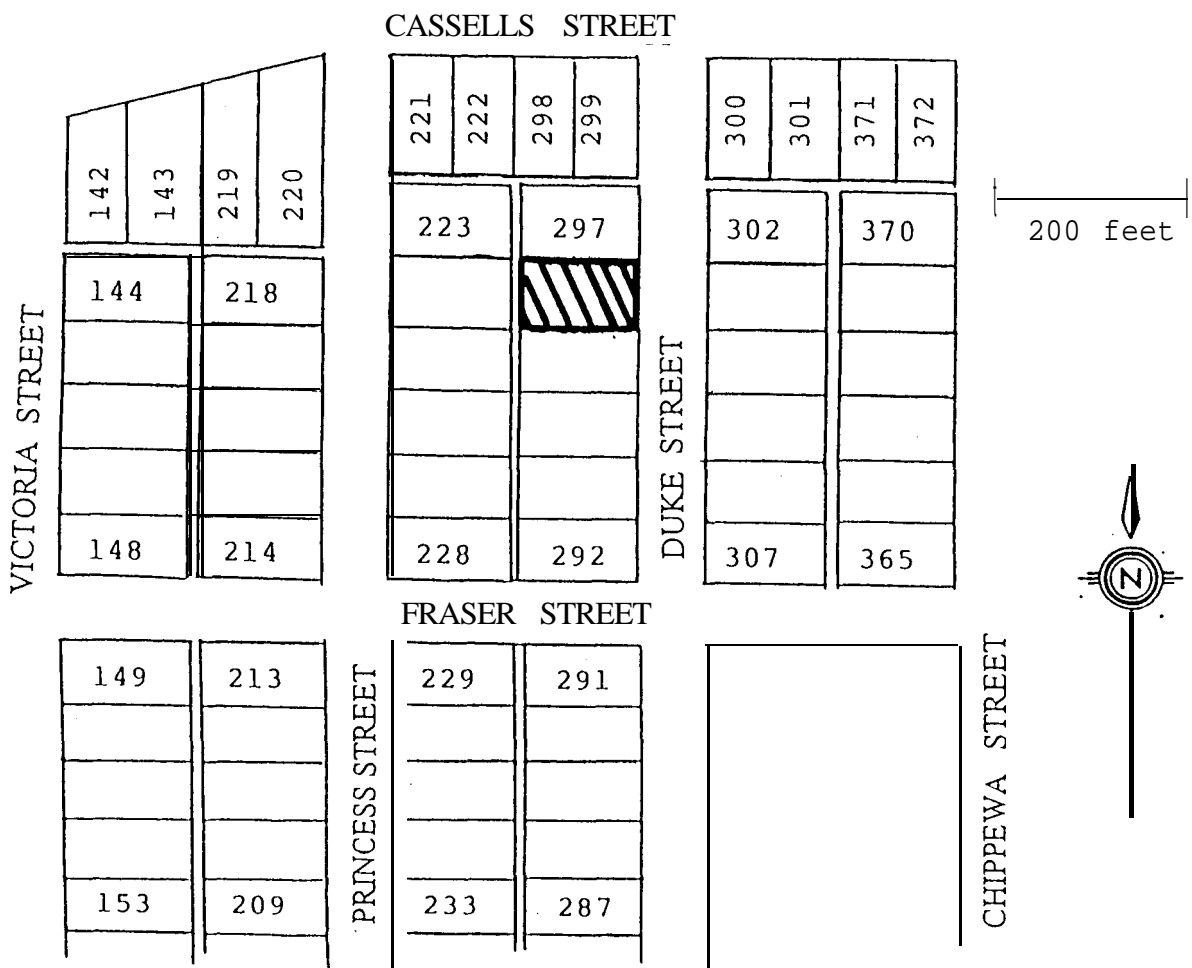 CASSELLS STREET
221 222 298 299
300 301 371 372
142 143 219 220
223 297
302 370
200 feet
144 218
VICTORIA STREET
DUKE STREET
148 214
228 292
307 365
N
FRASER STREET
149 213
229 291
PRINCESS STREET
CHIPPEWA STREET
153 209
233 287